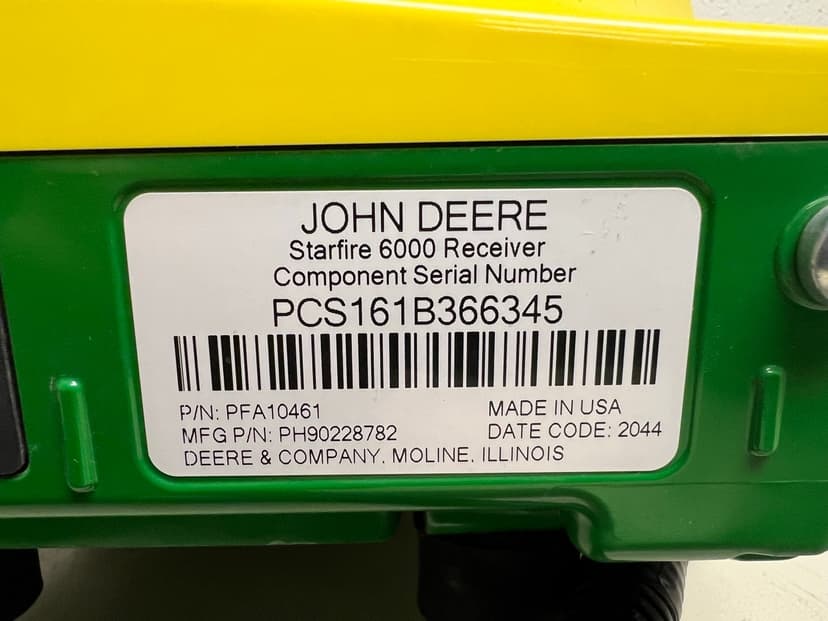 JOHN DEERE
Starfire 6000 Receiver
Component Serial Number
PCS161B366345
P/N: PFA10461
MADE IN USA
MFG P/N: PH90228782
DATE CODE: 2044
DEERE & COMPANY, MOLINE, ILLINOIS